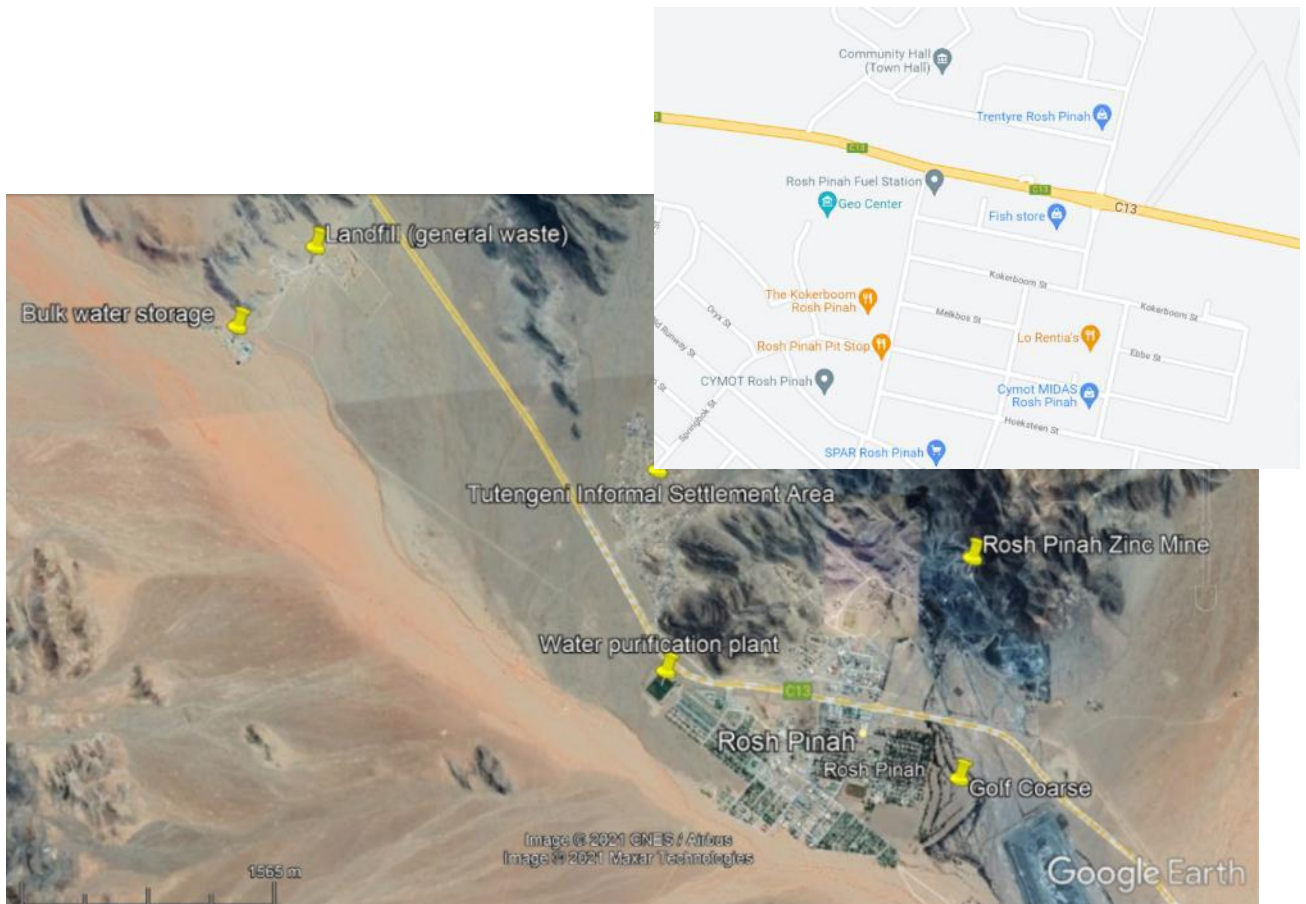 Community Hall
(Town Hall)
Trentyre Rosh Pinah
C13
Rosh Pinah Fuel Station
C13
C13
Geo Center
Fish store
Kokerboom St
Kokerboom St
The Kokerboom
Rosh Pinah
Melkbos St
Dryx St
Lo Rentia's
Rosh Pinah Pit Stop
Ebbe St
CYMOT Rosh Pinah
Cymot MIDAS
Rosh Pinah
Springbok St
Hoeksteen St
SPAR Rosh Pinah
Landfill (general waste)
Bulk water storage
Tutengeni Informal Settlement Area
Rosh Pinah Zinc Mine
Water purification plant
C13
Rosh Pinah
Rosh Pinah
Golf Coarse
Image © 2021 CNES / Airbus
Image © 2021 Maxar Technologies
1565 m
Google Earth